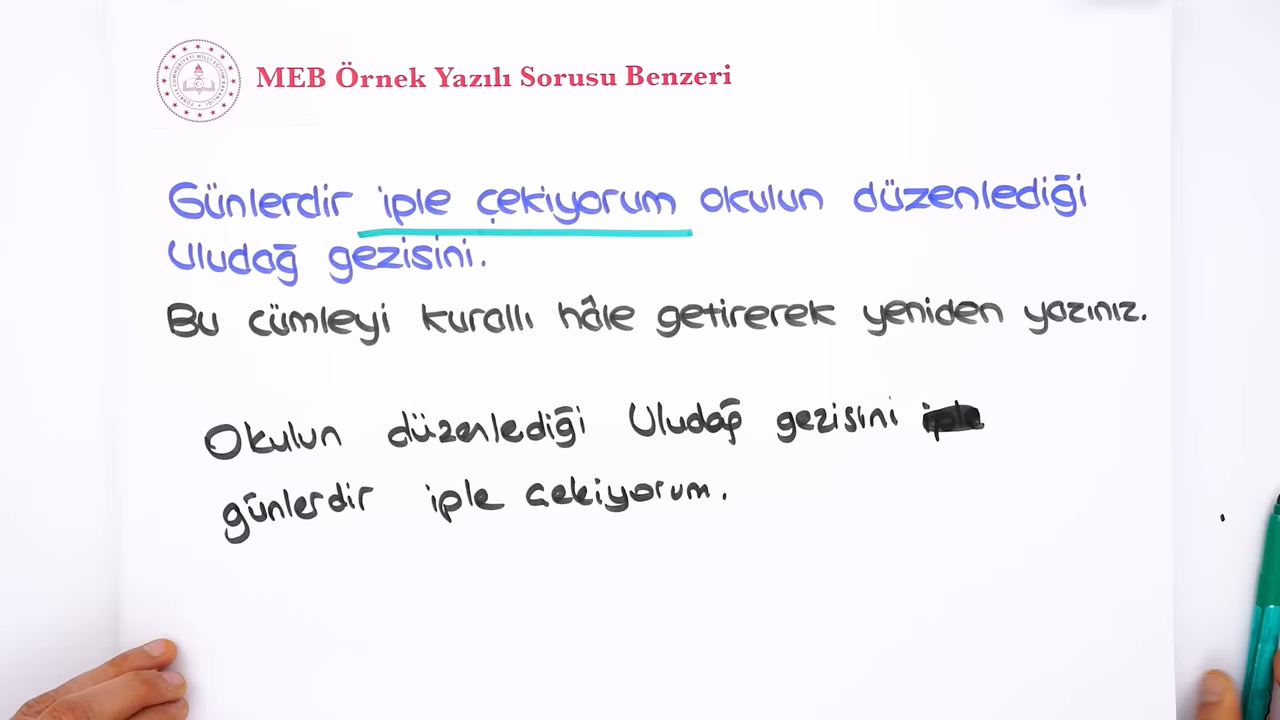 MEB Örnek Yazılı Sorusu Benzeri
Günlerdir iple çekiyorum okulun düzenlediği
Uludağ gezisini.
Bu cümleyi kurallı hâle getirerek yeniden yazınız.
Okulun düzenlediği Uludağ gezisini
günlerdir iple çekiyorum.